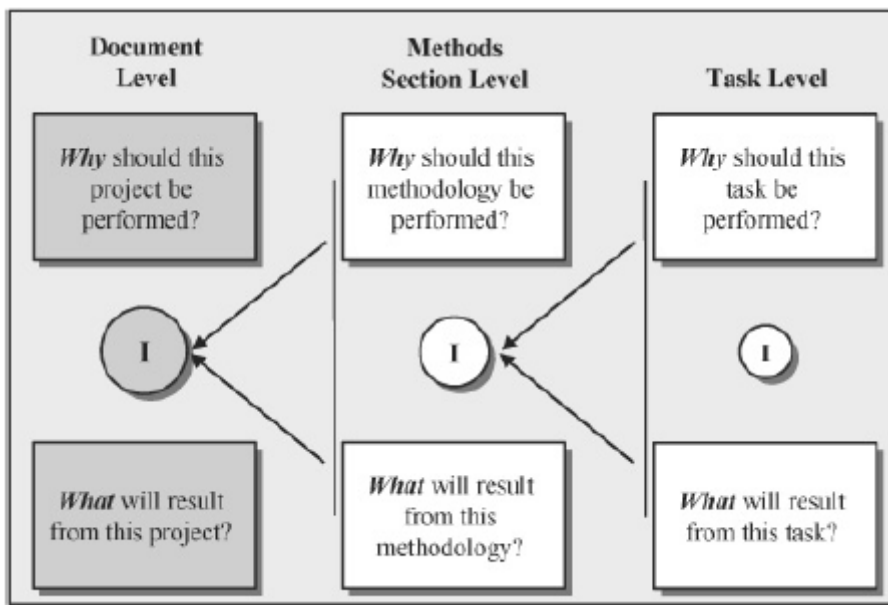 Document
Level
Methods
Section Level
Task Level
Why should this
project be
performed?
Why should this
methodology be
performed?
Why should this
task be
performed?
I
I
I
What will result
from this project?
What will result
from this
methodology?
What will result
from this task?